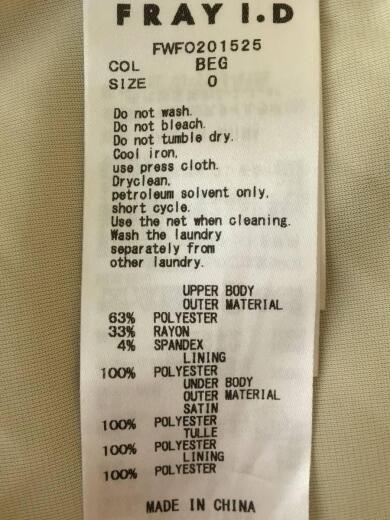 FRAY I.D
FWFO201525
COL BEG
SIZE 0
Do not wash.
Do not bleach.
Do not tumble dry.
Cool iron,
use press cloth.
Dryclean,
petroleum solvent only,
short cycle.
Use the net when cleaning.
Wash the laundry
separately from
other laundry.
UPPER BODY
OUTER MATERIAL
63% POLYESTER
33% RAYON
4% SPANDEX
LINING
100% POLYESTER
UNDER BODY
OUTER MATERIAL
SATIN
100% POLYESTER
TULLE
100% POLYESTER
LINING
100% POLYESTER
MADE IN CHINA